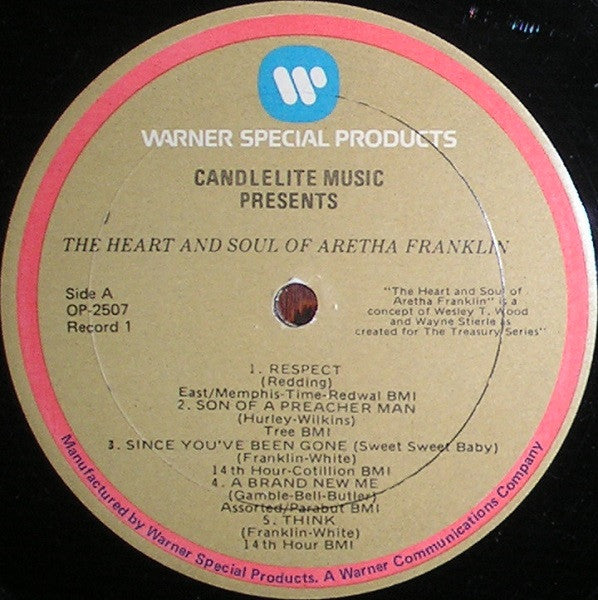 WARNER SPECIAL PRODUCTS
CANDLELITE MUSIC
PRESENTS
THE HEART AND SOUL OF ARETHA FRANKLIN
Side A
OP-2507
Record 1
"The Heart and Soul of
Aretha Franklin" is a
concept of Wesley T. Wood
and Wayne Stierle as
created for The Treasury Series"
1. RESPECT
(Redding)
East/Memphis-Time-Redwal BMI
2. SON OF A PREACHER MAN
(Hurley-Wilkins)
Tree BMI
3. SINCE YOU'VE BEEN GONE (Sweet Sweet Baby)
(Franklin-White)
14th Hour-Cotillion BMI
4. A BRAND NEW ME
(Gamble-Bell-Butler)
Assorted/Parabut BMI
5. THINK
(Franklin-White)
14th Hour BMI
Manufactured by Warner Special Products. A Warner Communications Company